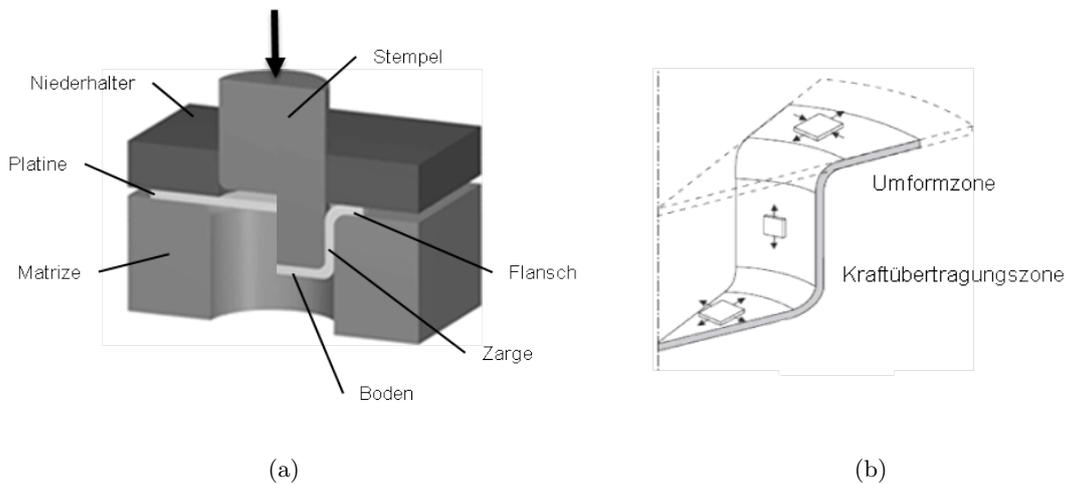 Stempel
Niederhalter
Platine
Matrize
Flansch
Zarge
Boden
(a)
Umformzone
Kraftübertragungszone
(b)